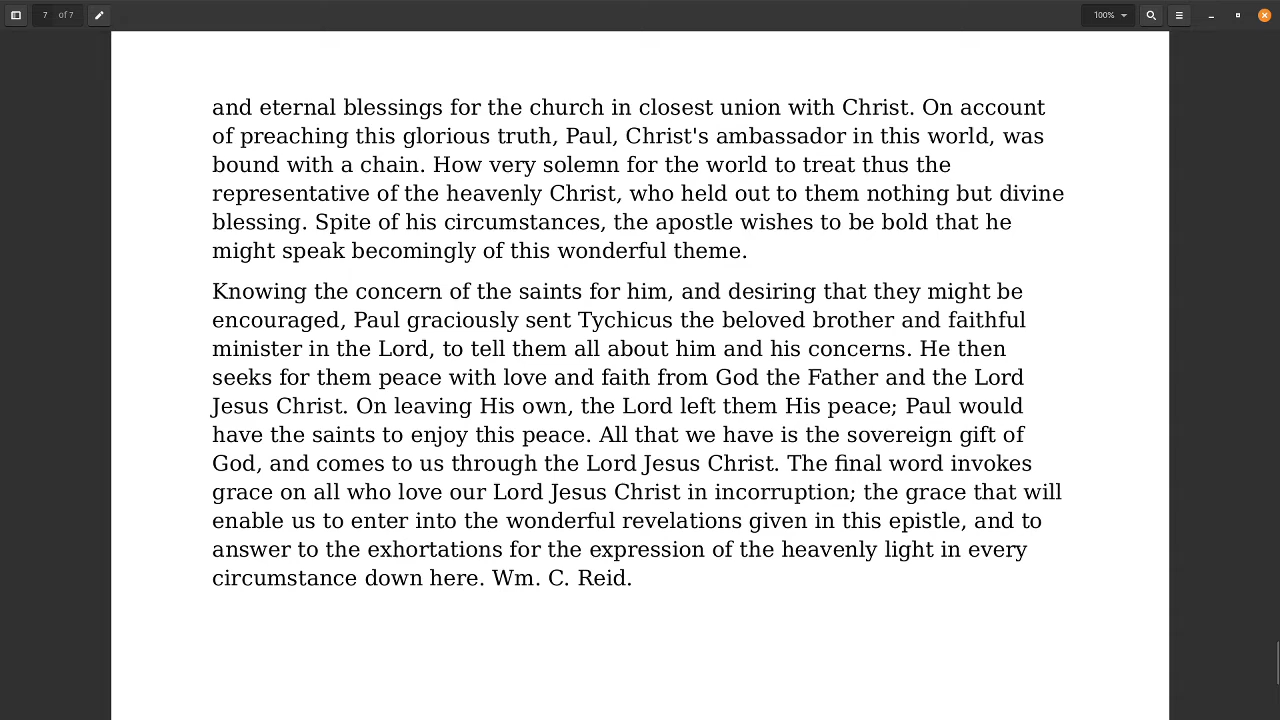 7 of 7
100%
and eternal blessings for the church in closest union with Christ. On account
of preaching this glorious truth, Paul, Christ's ambassador in this world, was
bound with a chain. How very solemn for the world to treat thus the
representative of the heavenly Christ, who held out to them nothing but divine
blessing. Spite of his circumstances, the apostle wishes to be bold that he
might speak becomingly of this wonderful theme.
Knowing the concern of the saints for him, and desiring that they might be
encouraged, Paul graciously sent Tychicus the beloved brother and faithful
minister in the Lord, to tell them all about him and his concerns. He then
seeks for them peace with love and faith from God the Father and the Lord
Jesus Christ. On leaving His own, the Lord left them His peace; Paul would
have the saints to enjoy this peace. All that we have is the sovereign gift of
God, and comes to us through the Lord Jesus Christ. The final word invokes
grace on all who love our Lord Jesus Christ in incorruption; the grace that will
enable us to enter into the wonderful revelations given in this epistle, and to
answer to the exhortations for the expression of the heavenly light in every
circumstance down here. Wm. C. Reid.